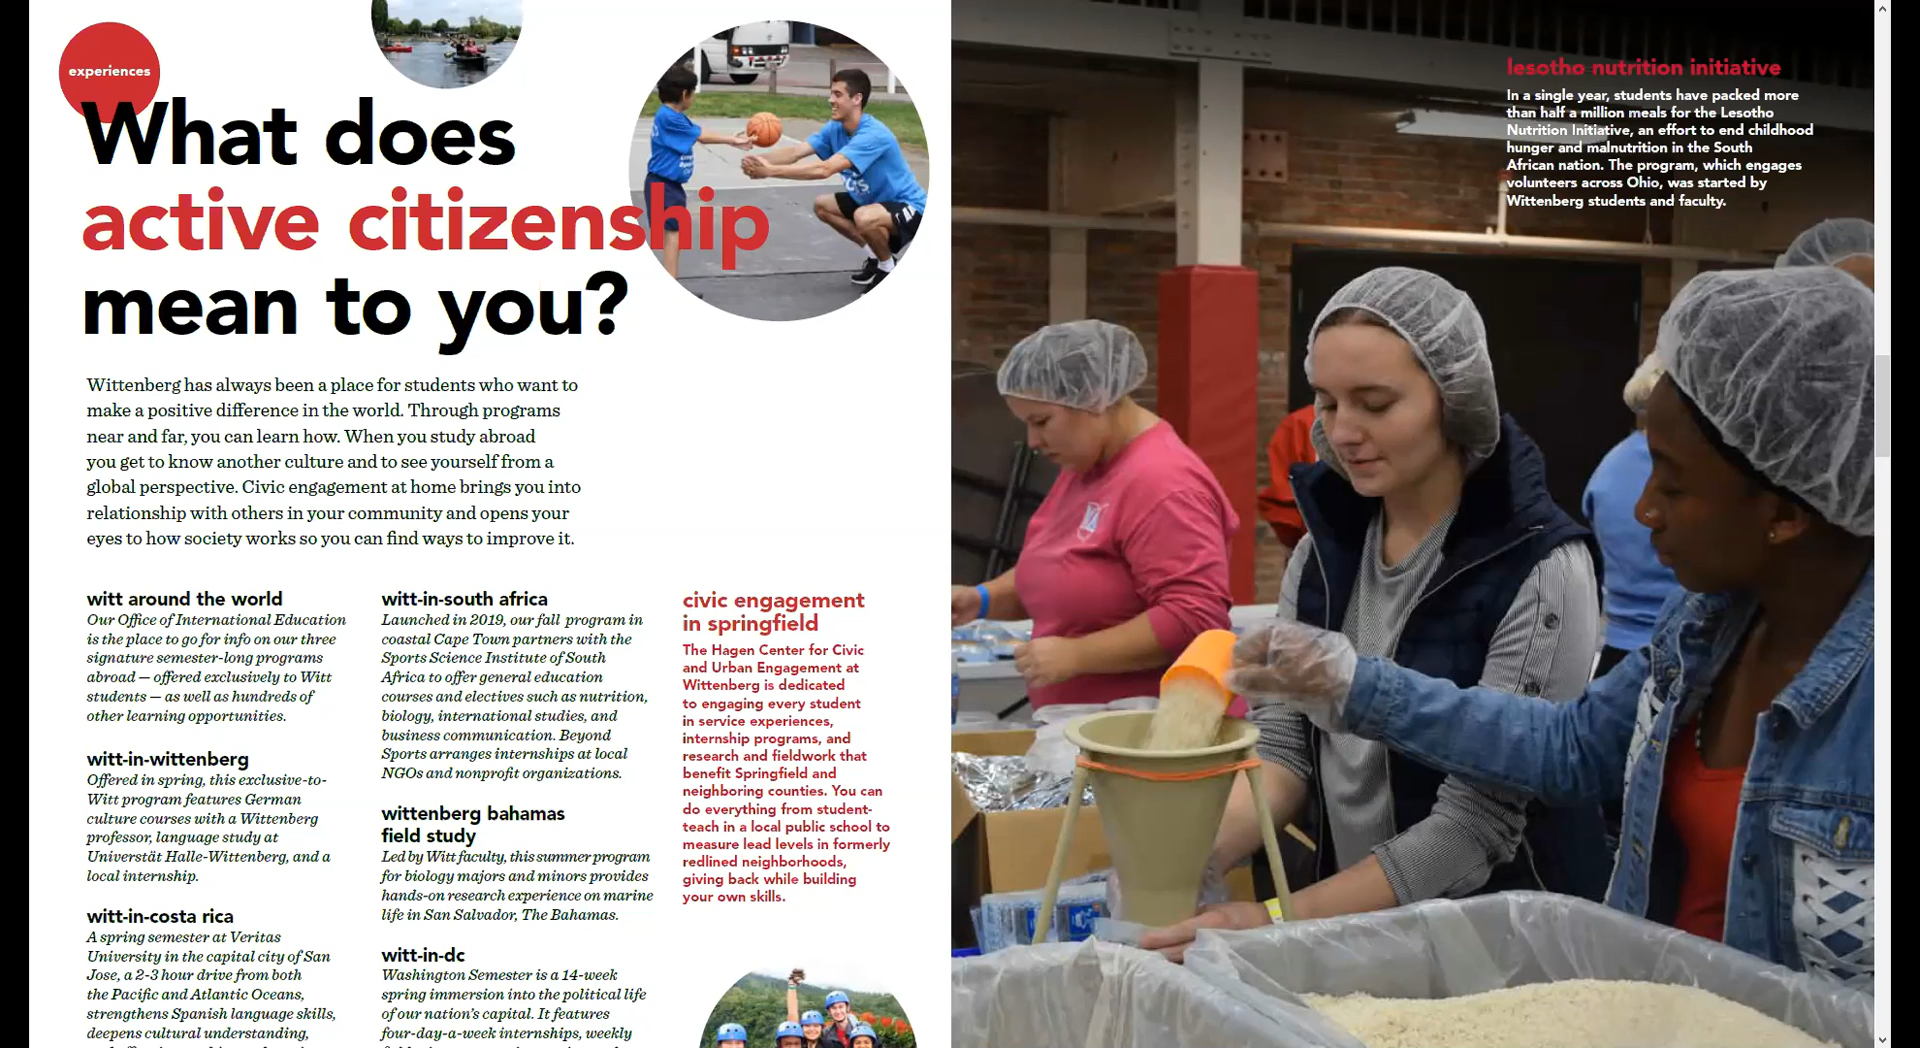 experiences
What does
active citizenship
mean to you?
Wittenberg has always been a place for students who want to
make a positive difference in the world. Through programs
near and far, you can learn how. When you study abroad
you get to know another culture and to see yourself from a
global perspective. Civic engagement at home brings you into
relationship with others in your community and opens your
eyes to how society works so you can find ways to improve it.
witt around the world
Our Office of International Education
is the place to go for info on our three
signature semester-long programs
abroad — offered exclusively to Witt
students — as well as hundreds of
other learning opportunities.
witt-in-wittenberg
Offered in spring, this exclusive-to-
Witt program features German
culture courses with a Wittenberg
professor, language study at
Universtät Halle-Wittenberg, and a
local internship.
witt-in-costa rica
A spring semester at Veritas
University in the capital city of San
Jose, a 2-3 hour drive from both
the Pacific and Atlantic Oceans,
strengthens Spanish language skills,
deepens cultural understanding,
witt-in-south africa
Launched in 2019, our fall program in
coastal Cape Town partners with the
Sports Science Institute of South
Africa to offer general education
courses and electives such as nutrition,
biology, international studies, and
business communication. Beyond
Sports arranges internships at local
NGOs and nonprofit organizations.
wittenberg bahamas
field study
Led by Witt faculty, this summer program
for biology majors and minors provides
hands-on research experience on marine
life in San Salvador, The Bahamas.
witt-in-dc
Washington Semester is a 14-week
spring immersion into the political life
of our nation's capital. It features
four-day-a-week internships, weekly
civic engagement
in springfield
The Hagen Center for Civic
and Urban Engagement at
Wittenberg is dedicated
to engaging every student
in service experiences,
internship programs, and
research and fieldwork that
benefit Springfield and
neighboring counties. You can
do everything from student-
teach in a local public school to
measure lead levels in formerly
redlined neighborhoods,
giving back while building
your own skills.
lesotho nutrition initiative
In a single year, students have packed more
than half a million meals for the Lesotho
Nutrition Initiative, an effort to end childhood
hunger and malnutrition in the South
African nation. The program, which engages
volunteers across Ohio, was started by
Wittenberg students and faculty.